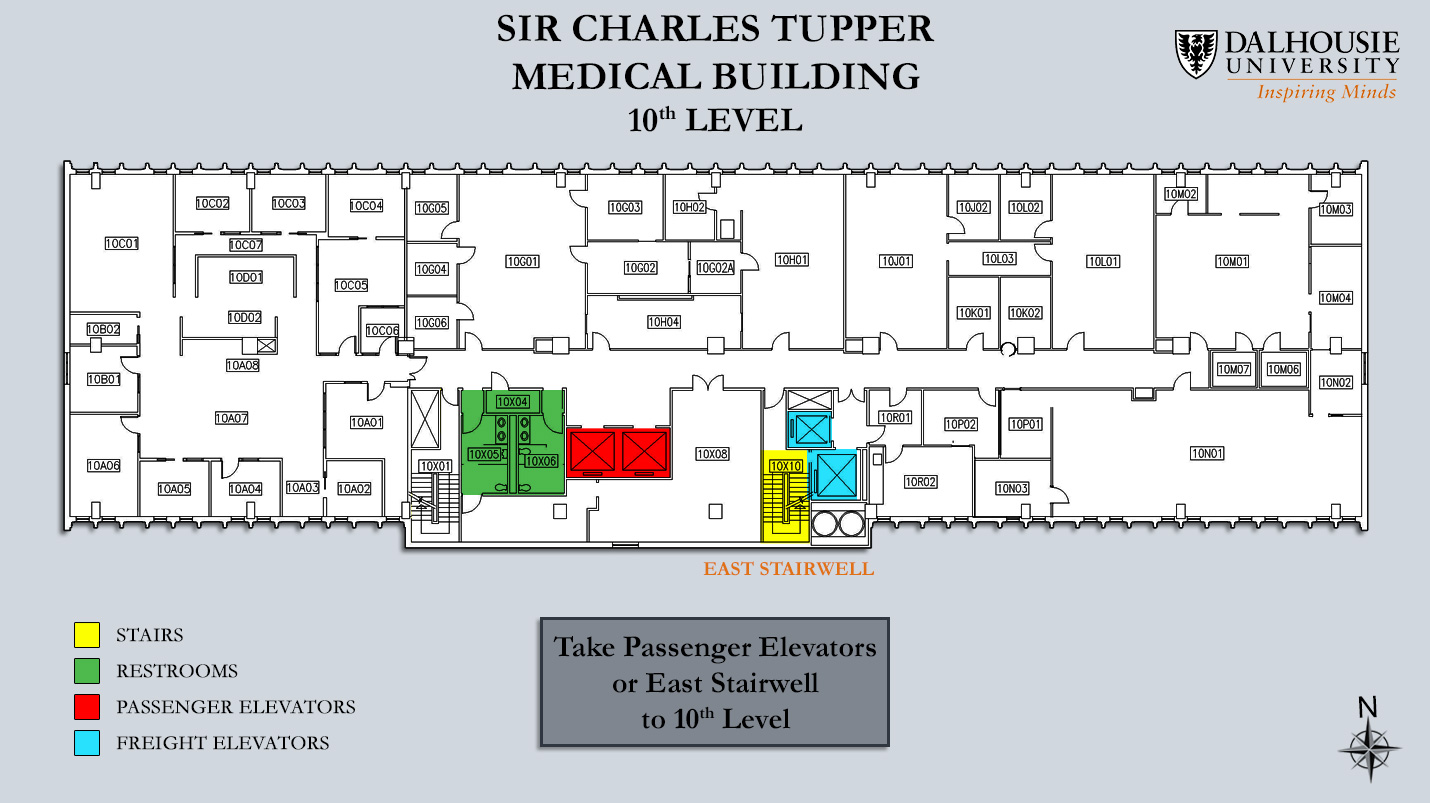 SIR CHARLES TUPPER
MEDICAL BUILDING
10th LEVEL
DALHOUSIE
UNIVERSITY
Inspiring Minds
10C02
10C03
10C04
10G05
10G03
10H02
10J02
10L02
10M02
10M03
10C01
10C07
10G01
10G04
10G02
10G02A
10H01
10J01
10L03
10L01
10M01
10D01
10C05
10M04
10D02
10B02
10C06
10G06
10H04
10K01
10K02
10A08
10B01
10M07
10M06
10N02
10A07
10A01
10X04
10R01
10P02
10P01
10A06
10X01
10X05
10X06
10X08
10X10
10N01
10A05
10A04
10A03
10A02
10R02
10N03
EAST STAIRWELL
STAIRS
RESTROOMS
PASSENGER ELEVATORS
FREIGHT ELEVATORS
Take Passenger Elevators
or East Stairwell
to 10th Level
N